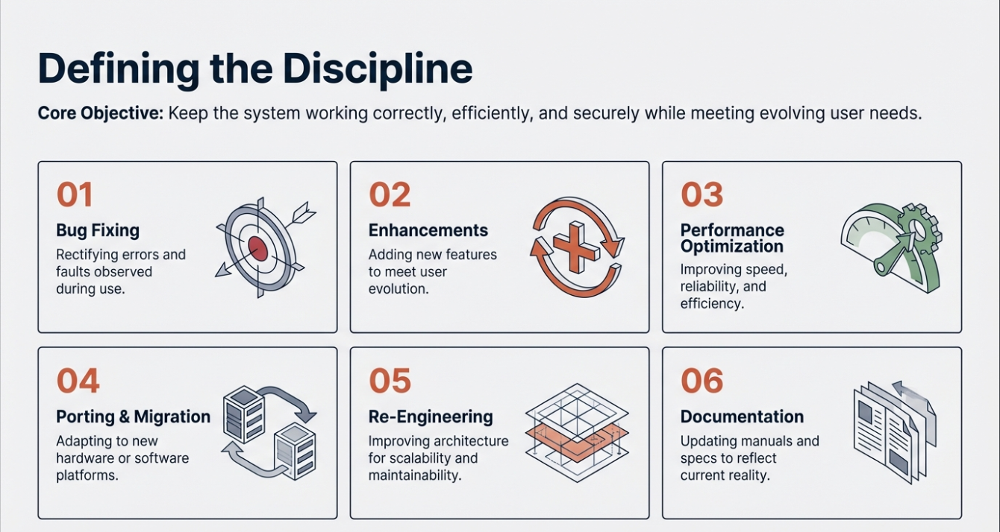 Defining the Discipline
Core Objective: Keep the system working correctly, efficiently, and securely while meeting evolving user needs.
01
Bug Fixing
Rectifying errors and
faults observed
during use.
02
Enhancements
Adding new features
to meet user
evolution.
03
Performance
Optimization
Improving speed,
reliability, and
efficiency.
04
Porting & Migration
Adapting to new
hardware or software
platforms.
05
Re-Engineering
Improving architecture
for scalability and
maintainability.
06
Documentation
Updating manuals and
specs to reflect
current reality.